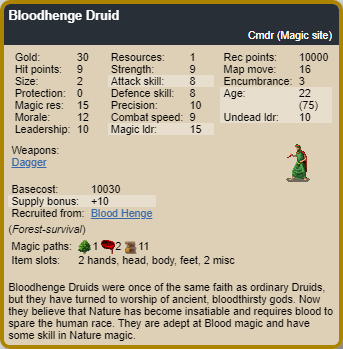 Bloodhenge Druid
Cmdr (Magic site)
Gold: 30 Resources: 1 Rec points: 10000
Hit points: 9 Strength: 9 Map move: 16
Size: 2 Attack skill: 8 Encumbrance: 3
Protection: 0 Defence skill: 8 Age: 22
Magic res: 15 Precision: 10 (75)
Morale: 12 Combat speed: 9 Undead ldr: 10
Leadership: 10 Magic ldr: 15
Weapons:
Dagger
Basecost: 10030
Supply bonus: +10
Recruited from: Blood Henge
(Forest-survival)
Magic paths: 1 2 11
Item slots: 2 hands, head, body, feet, 2 misc
Bloodhenge Druids were once of the same faith as ordinary Druids,
but they have turned to worship of ancient, bloodthirsty gods. Now
they believe that Nature has become insatiable and requires blood to
spare the human race. They are adept at Blood magic and have
some skill in Nature magic.